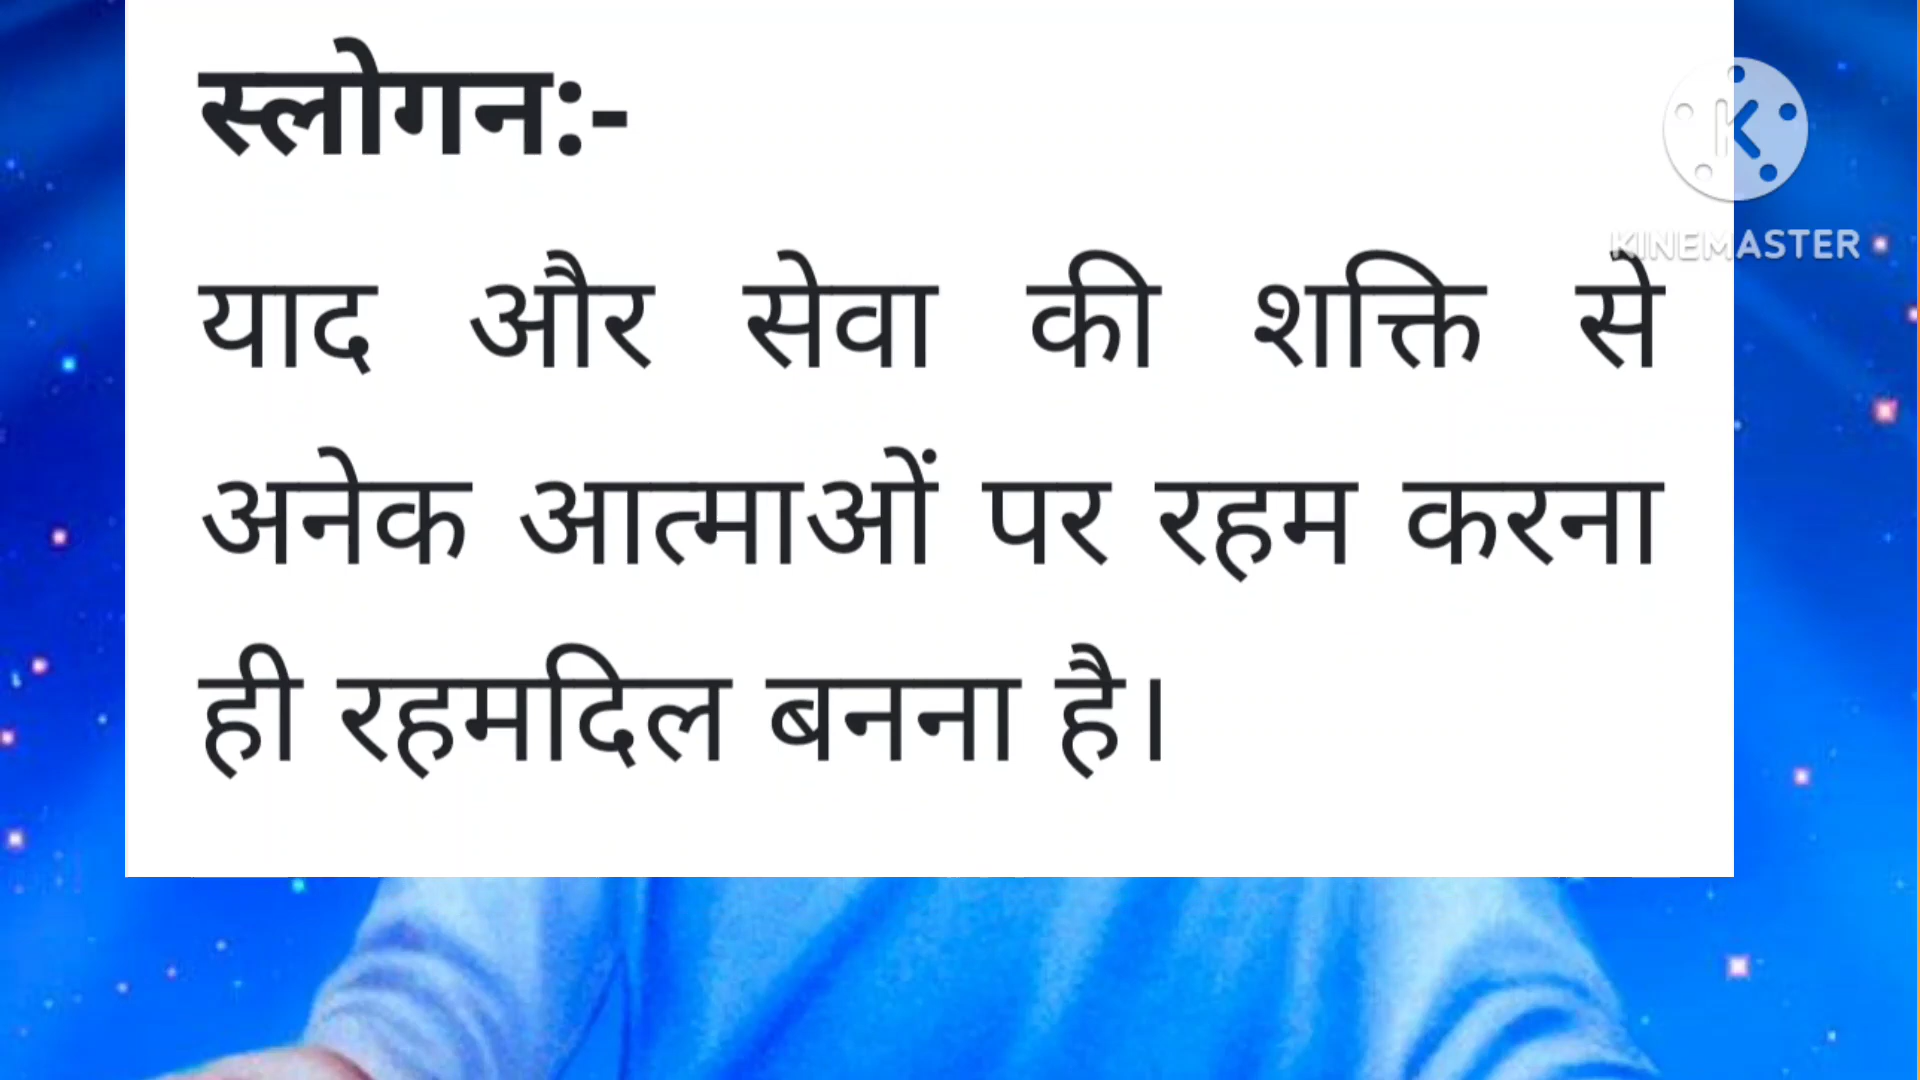 स्लोगन:-
KINEMASTER
याद और सेवा की शक्ति से
अनेक आत्माओं पर रहम करना
ही रहमदिल बनना है।